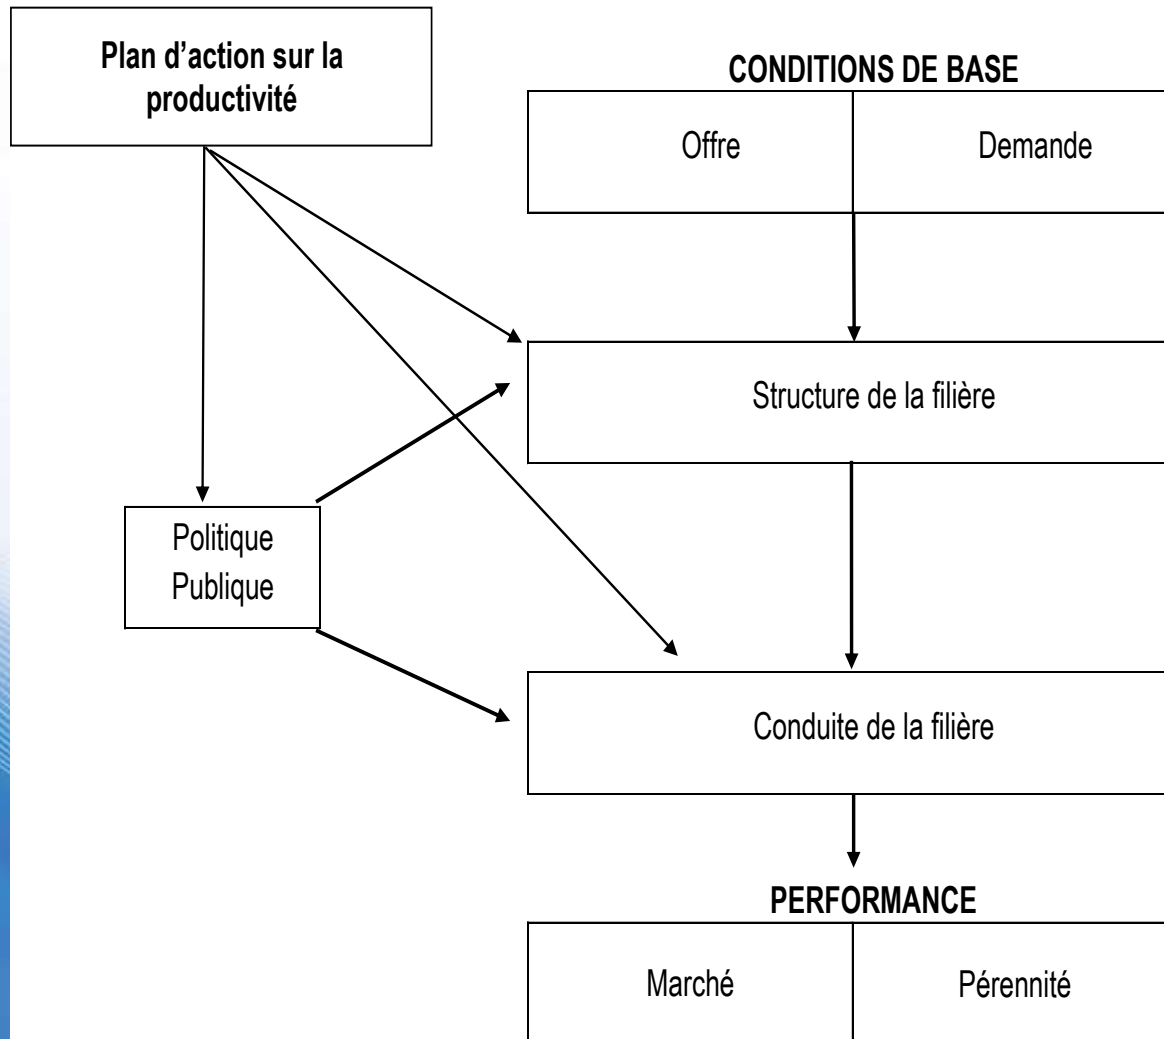 Plan d’action sur la
productivité
CONDITIONS DE BASE
Offre
Demande
Structure de la filière
Politique
Publique
Conduite de la filière
PERFORMANCE
Marché
Pérennité